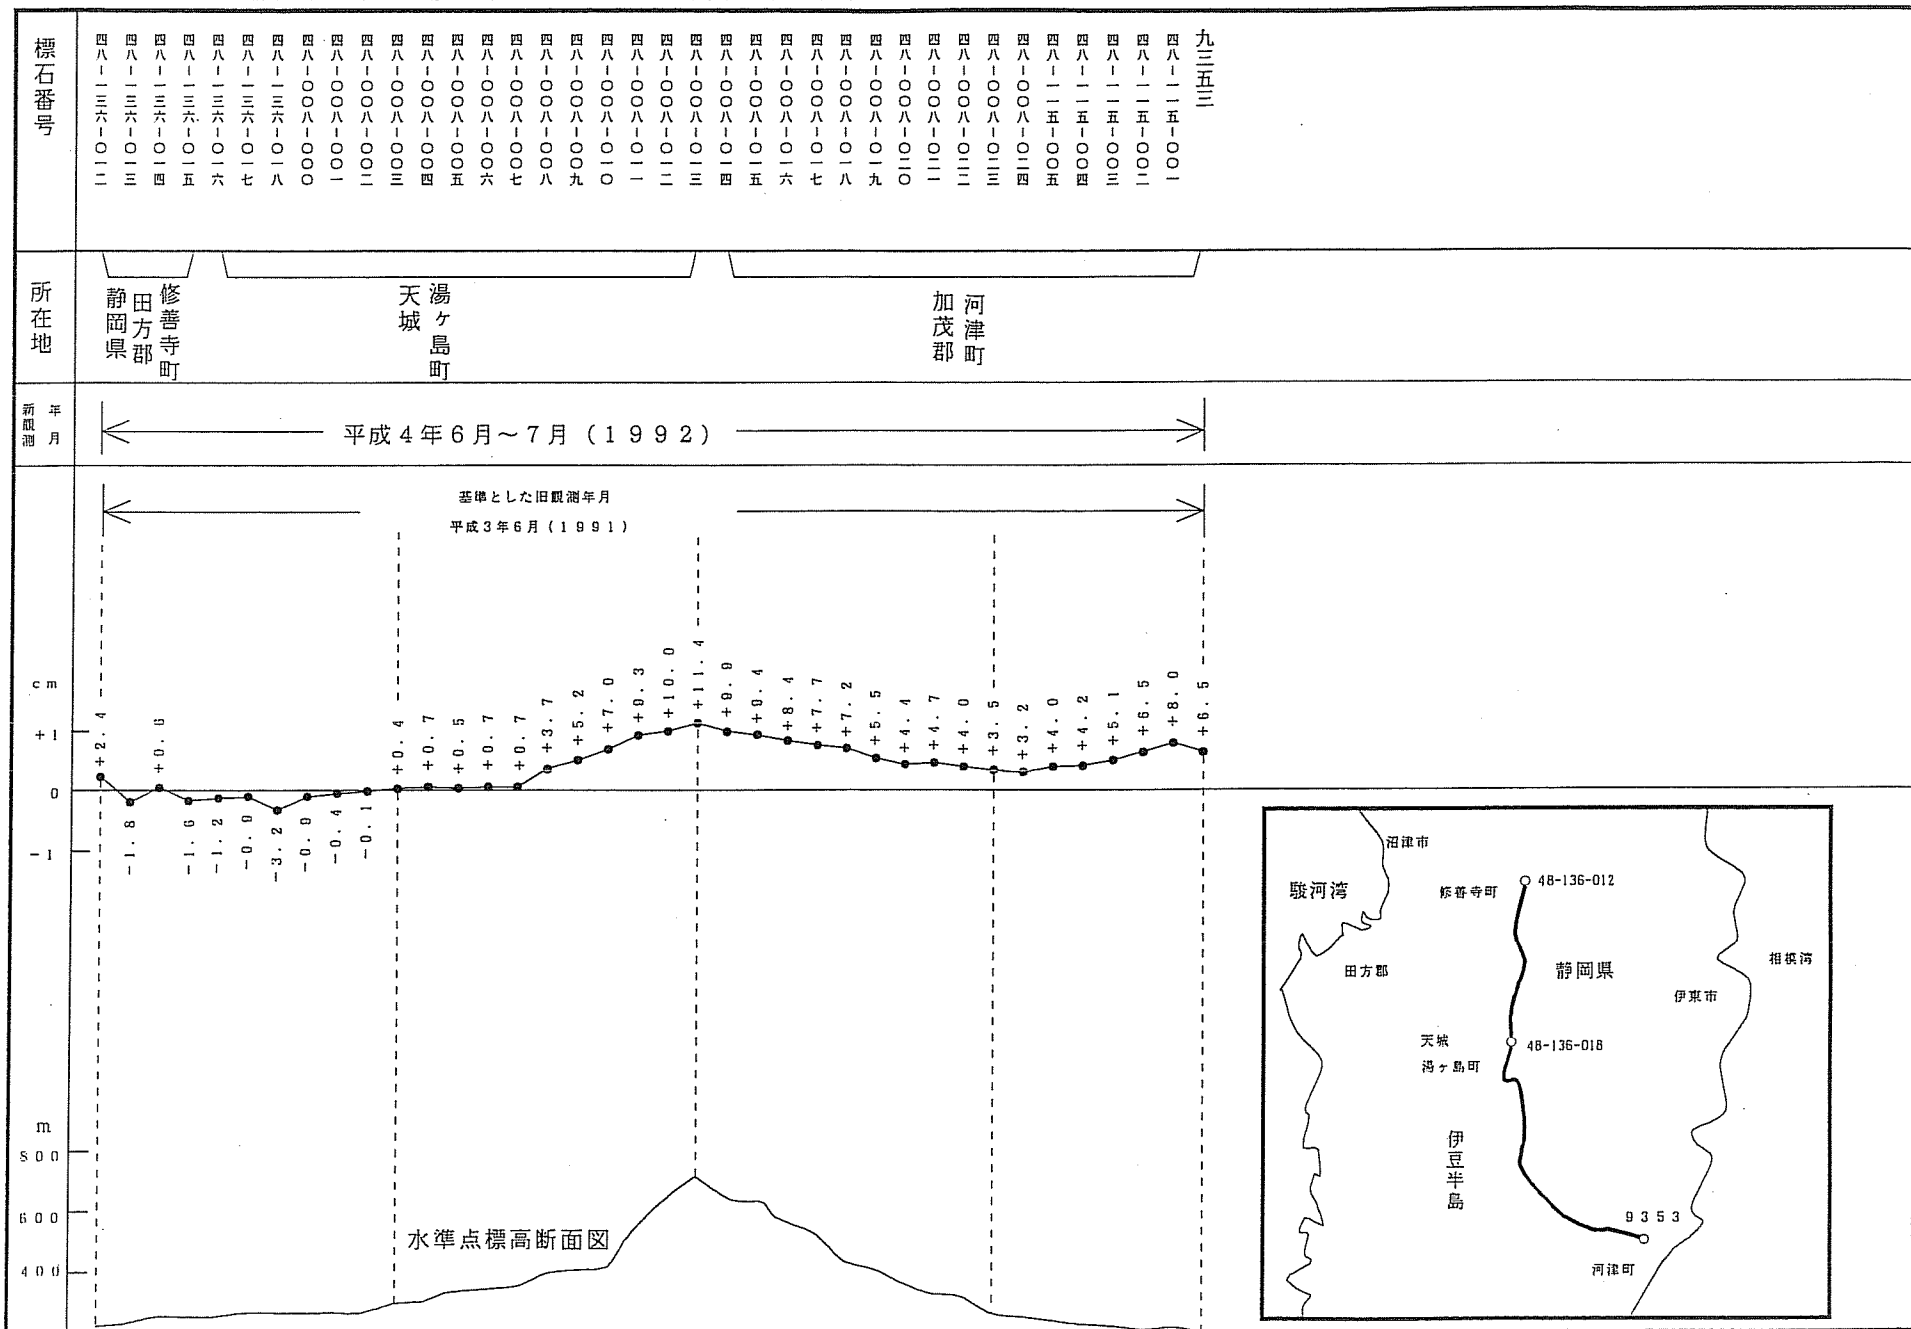 標石番号
四八-一三六-〇一二
四八-一三六-〇一三
四八-一三六-〇一四
四八-一三六-〇一五
四八-一三六-〇一六
四八-一三六-〇一七
四八-一三六-〇一八
四八-〇〇八-〇〇〇
四八-〇〇八-〇〇一
四八-〇〇八-〇〇二
四八-〇〇八-〇〇三
四八-〇〇八-〇〇四
四八-〇〇八-〇〇五
四八-〇〇八-〇〇六
四八-〇〇八-〇〇七
四八-〇〇八-〇〇八
四八-〇〇八-〇〇九
四八-〇〇八-〇一〇
四八-〇〇八-〇一一
四八-〇〇八-〇一二
四八-〇〇八-〇一三
四八-〇〇八-〇一四
四八-〇〇八-〇一五
四八-〇〇八-〇一六
四八-〇〇八-〇一七
四八-〇〇八-〇一八
四八-〇〇八-〇一九
四八-〇〇八-〇二〇
四八-〇〇八-〇二一
四八-〇〇八-〇二二
四八-〇〇八-〇二三
四八-〇〇八-〇二四
四八-一一五-〇〇五
四八-一一五-〇〇四
四八-一一五-〇〇三
四八-一一五-〇〇二
四八-一一五-〇〇一
九三五三
所在地
静岡県
田方郡
修善寺町
天城
湯ヶ島町
加茂郡
河津町
新観測
年月
平成4年6月～7月（1992）
基準とした旧観測年月
平成3年6月（1991）
cm
+1
0
-1
+2.4
-1.8
+0.6
-1.6
-1.2
-0.9
-3.2
-0.9
-0.4
-0.1
+0.4
+0.7
+0.5
+0.7
+0.7
+3.7
+5.2
+7.0
+9.3
+10.0
+11.4
+9.9
+9.4
+8.4
+7.7
+7.2
+5.5
+4.4
+4.7
+4.0
+3.5
+3.2
+4.0
+4.2
+5.1
+6.5
+8.0
+6.5
m
800
600
400
水準点標高断面図
沼津市
駿河湾
修善寺町
48-136-012
田方郡
静岡県
相模湾
伊東市
天城
湯ヶ島町
48-136-018
伊豆半島
9353
河津町